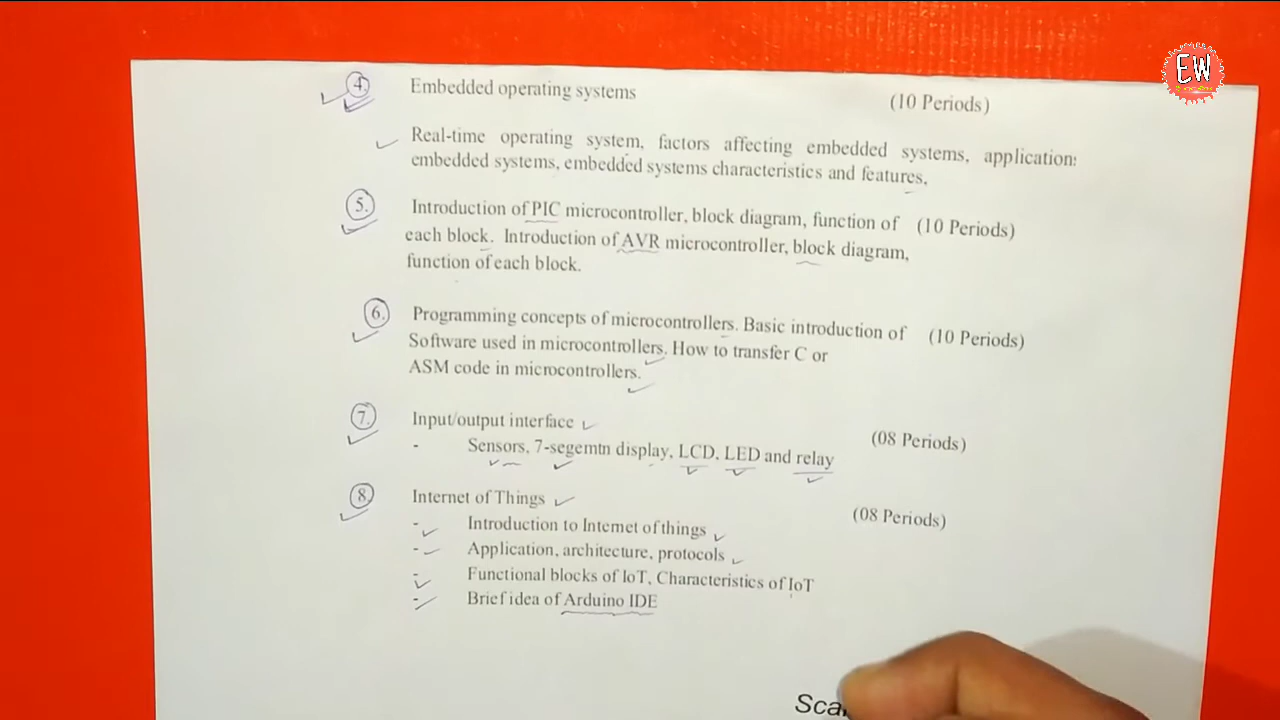 EW
4. Embedded operating systems (10 Periods)
Real-time operating system, factors affecting embedded systems, application:
embedded systems, embedded systems characteristics and features,
5. Introduction of PIC microcontroller, block diagram, function of (10 Periods)
each block. Introduction of AVR microcontroller, block diagram,
function of each block.
6. Programming concepts of microcontrollers. Basic introduction of (10 Periods)
Software used in microcontrollers. How to transfer C or
ASM code in microcontrollers.
7. Input/output interface (08 Periods)
- Sensors, 7-segemtn display, LCD, LED and relay
8. Internet of Things (08 Periods)
- Introduction to Internet of things
- Application, architecture, protocols
- Functional blocks of IoT, Characteristics of IoT
- Brief idea of Arduino IDE